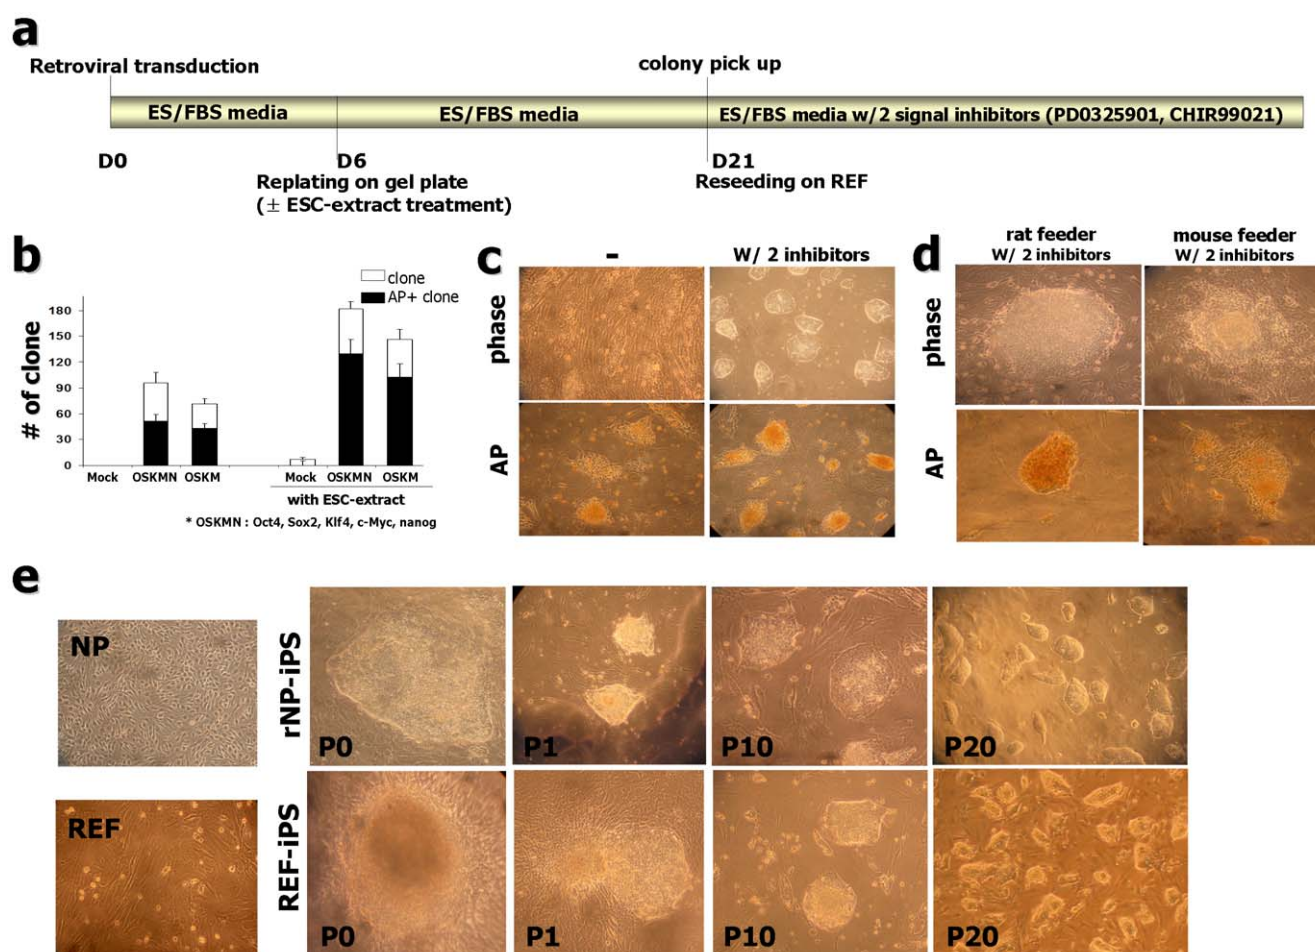 a
Retroviral transduction
colony pick up
ES/FBS media
ES/FBS media
ES/FBS media w/2 signal inhibitors (PD0325901, CHIR99021)
D0
D6
D21
Replating on gel plate
(± ESC-extract treatment)
Reseeding on REF
b
clone
AP+ clone
# of clone
180
150
120
90
60
30
0
Mock
OSKMN
OSKM
Mock
OSKMN
OSKM
with ESC-extract
* OSKMN : Oct4, Sox2, Klf4, c-Myc, nanog
c
-
W/ 2 inhibitors
phase
AP
d
rat feeder
W/ 2 inhibitors
mouse feeder
W/ 2 inhibitors
phase
AP
e
NP
rNP-iPS
P0
P1
P10
P20
REF
REF-iPS
P0
P1
P10
P20